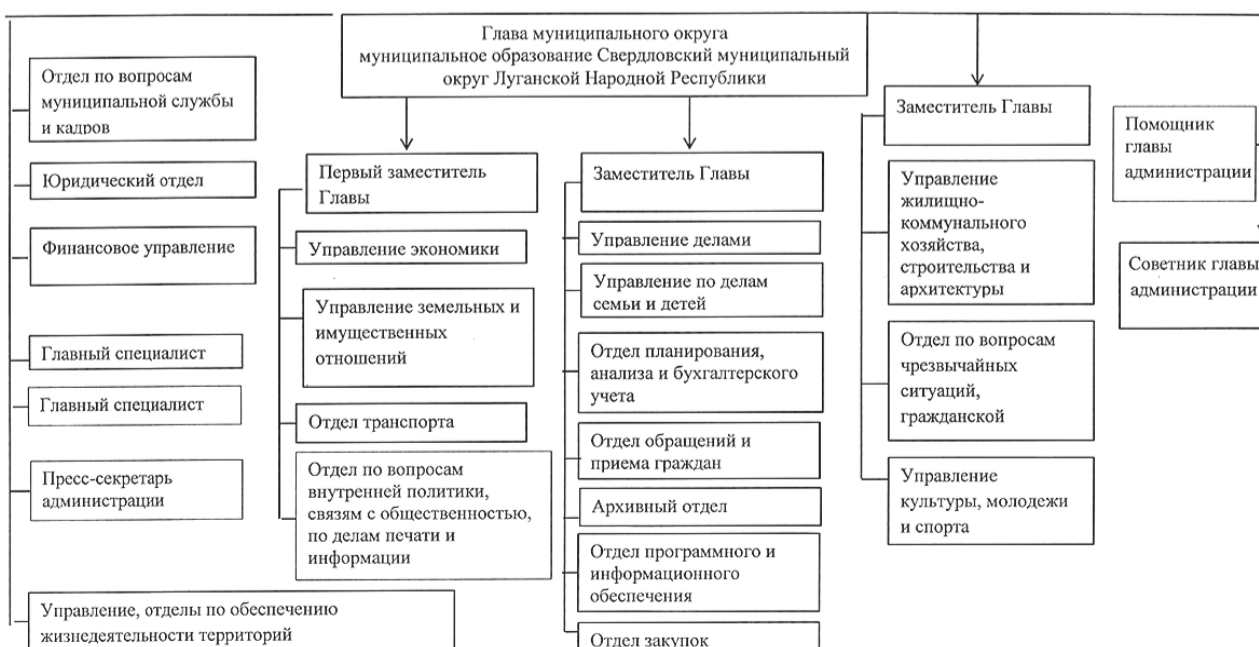 Глава муниципального округа
муниципальное образование Свердловский муниципальный
округ Луганской Народной Республики
Отдел по вопросам
муниципальной службы
и кадров
Юридический отдел
Финансовое управление
Главный специалист
Главный специалист
Пресс-секретарь
администрации
Управление, отделы по обеспечению
жизнедеятельности территорий
Первый заместитель
Главы
Управление экономики
Управление земельных и
имущественных
отношений
Отдел транспорта
Отдел по вопросам
внутренней политики,
связям с общественностью,
по делам печати и
информации
Заместитель Главы
Управление делами
Управление по делам
семьи и детей
Отдел планирования,
анализа и бухгалтерского
учета
Отдел обращений и
приема граждан
Архивный отдел
Отдел программного и
информационного
обеспечения
Отдел закупок
Заместитель Главы
Управление
жилищно-
коммунального
хозяйства,
строительства и
архитектуры
Отдел по вопросам
чрезвычайных
ситуаций,
гражданской
Управление
культуры, молодежи
и спорта
Помощник
главы
администрации
Советник главы
администрации